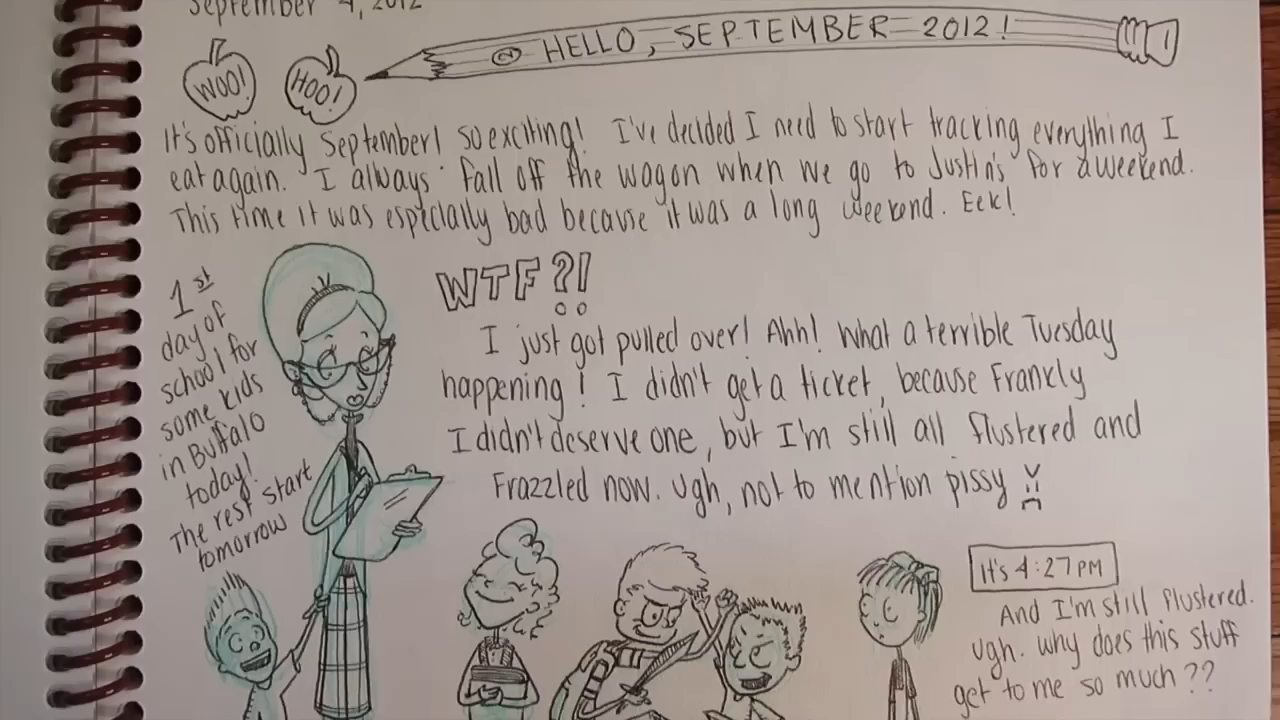 September 4, 2012
WOO! HOO! HELLO, SEPTEMBER 2012!
It's officially September! So exciting! I've decided I need to start tracking everything I
eat again. I always fall off the wagon when we go to Justin's for a weekend.
This time it was especially bad because it was a long weekend. Eek!
1st
day of
school for
some kids
in Buffalo
today!
The rest start
tomorrow
WTF?!
I just got pulled over! Ahh! What a terrible Tuesday
happening! I didn't get a ticket, because frankly
I didn't deserve one, but I'm still all flustered and
frazzled now. Ugh, not to mention pissy
It's 4:27 PM
And I'm still flustered.
Ugh. Why does this stuff
get to me so much??